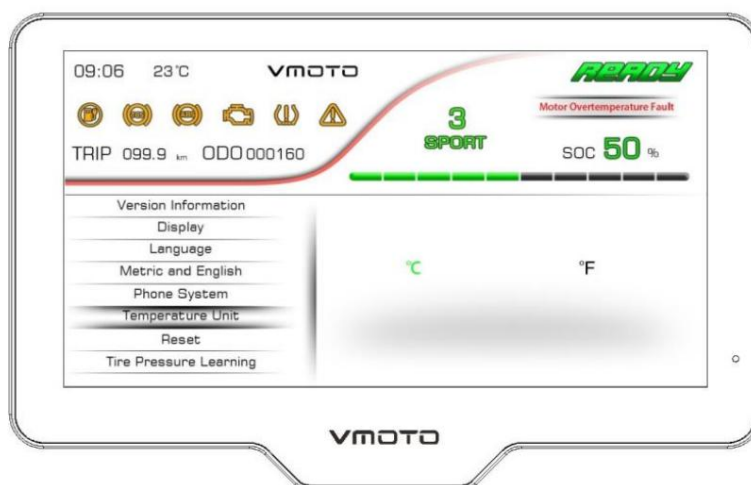 09:06 23℃ VMOTO READY
Motor Overtemperature Fault
3
SPORT
TRIP 099.9 km ODO 000160
SOC 50 %
Version Information
Display
Language
Metric and English
Phone System
Temperature Unit
Reset
Tire Pressure Learning
℃ °F
VMOTO